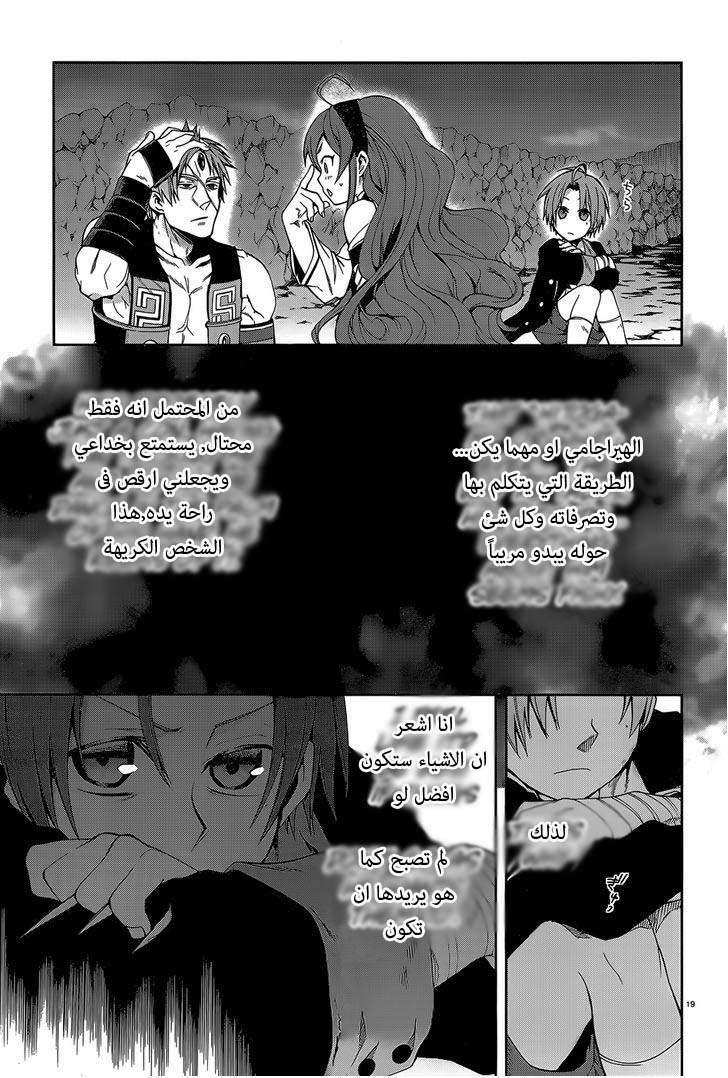 الهيراجامي او مهما يكن...
الطريقة التي يتكلم بها
وتصرفاته وكل شئ
حوله يبدو مريباً
من المحتمل انه فقط
محتال, يستمتع بخداعي
ويجعلني ارقص فى
راحة يده,هذا
الشخص الكريهة
لذلك
انا اشعر
ان الاشياء ستكون
افضل لو
لم تصبح كما
هو يريدها ان
تكون
19